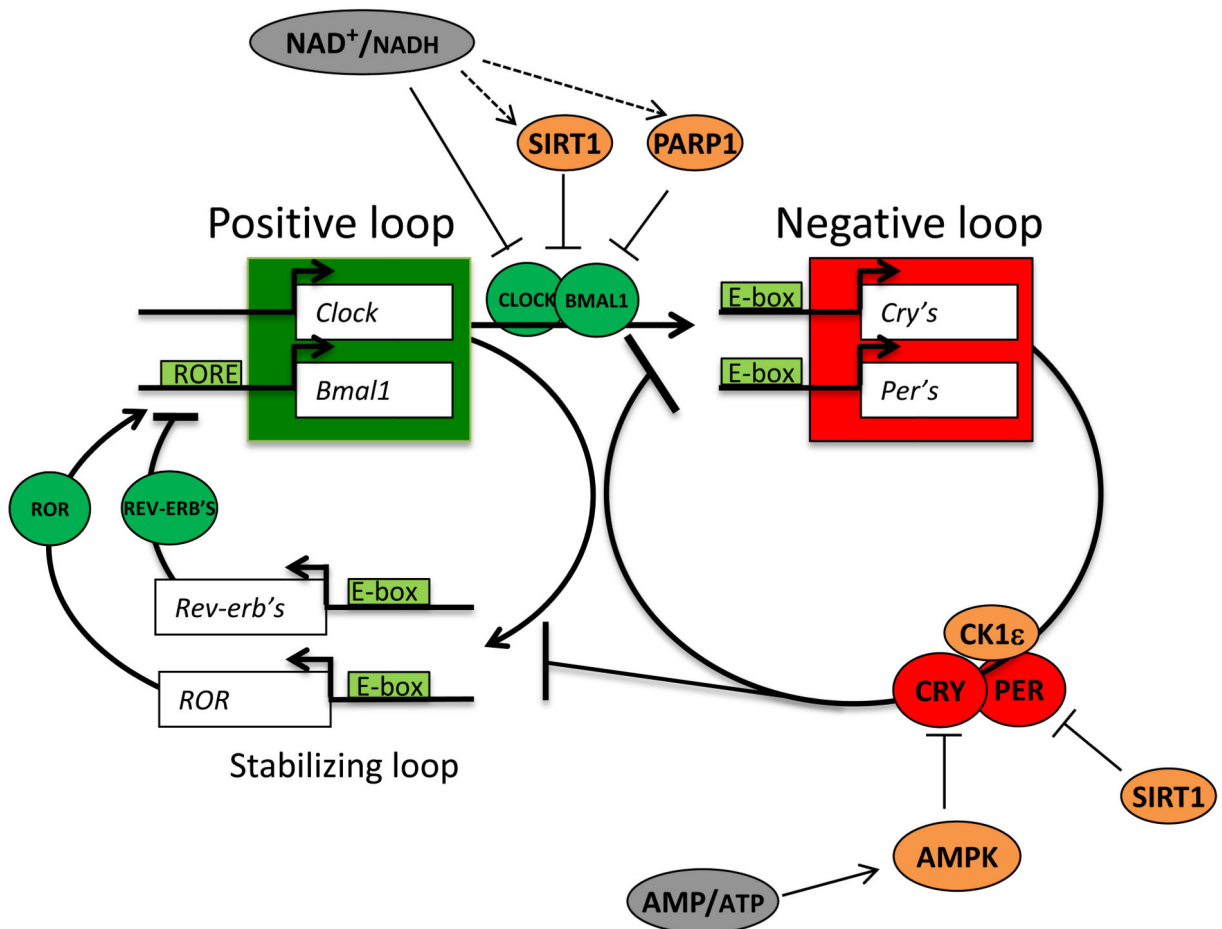 NAD⁺/NADH
SIRT1
PARP1
Positive loop
Negative loop
Clock
CLOCK
BMAL1
E-box
Cry's
RORE
Bmal1
E-box
Per's
ROR
REV-ERB'S
Rev-erb's
E-box
ROR
E-box
Stabilizing loop
CK1ε
CRY
PER
SIRT1
AMPK
AMP/ATP